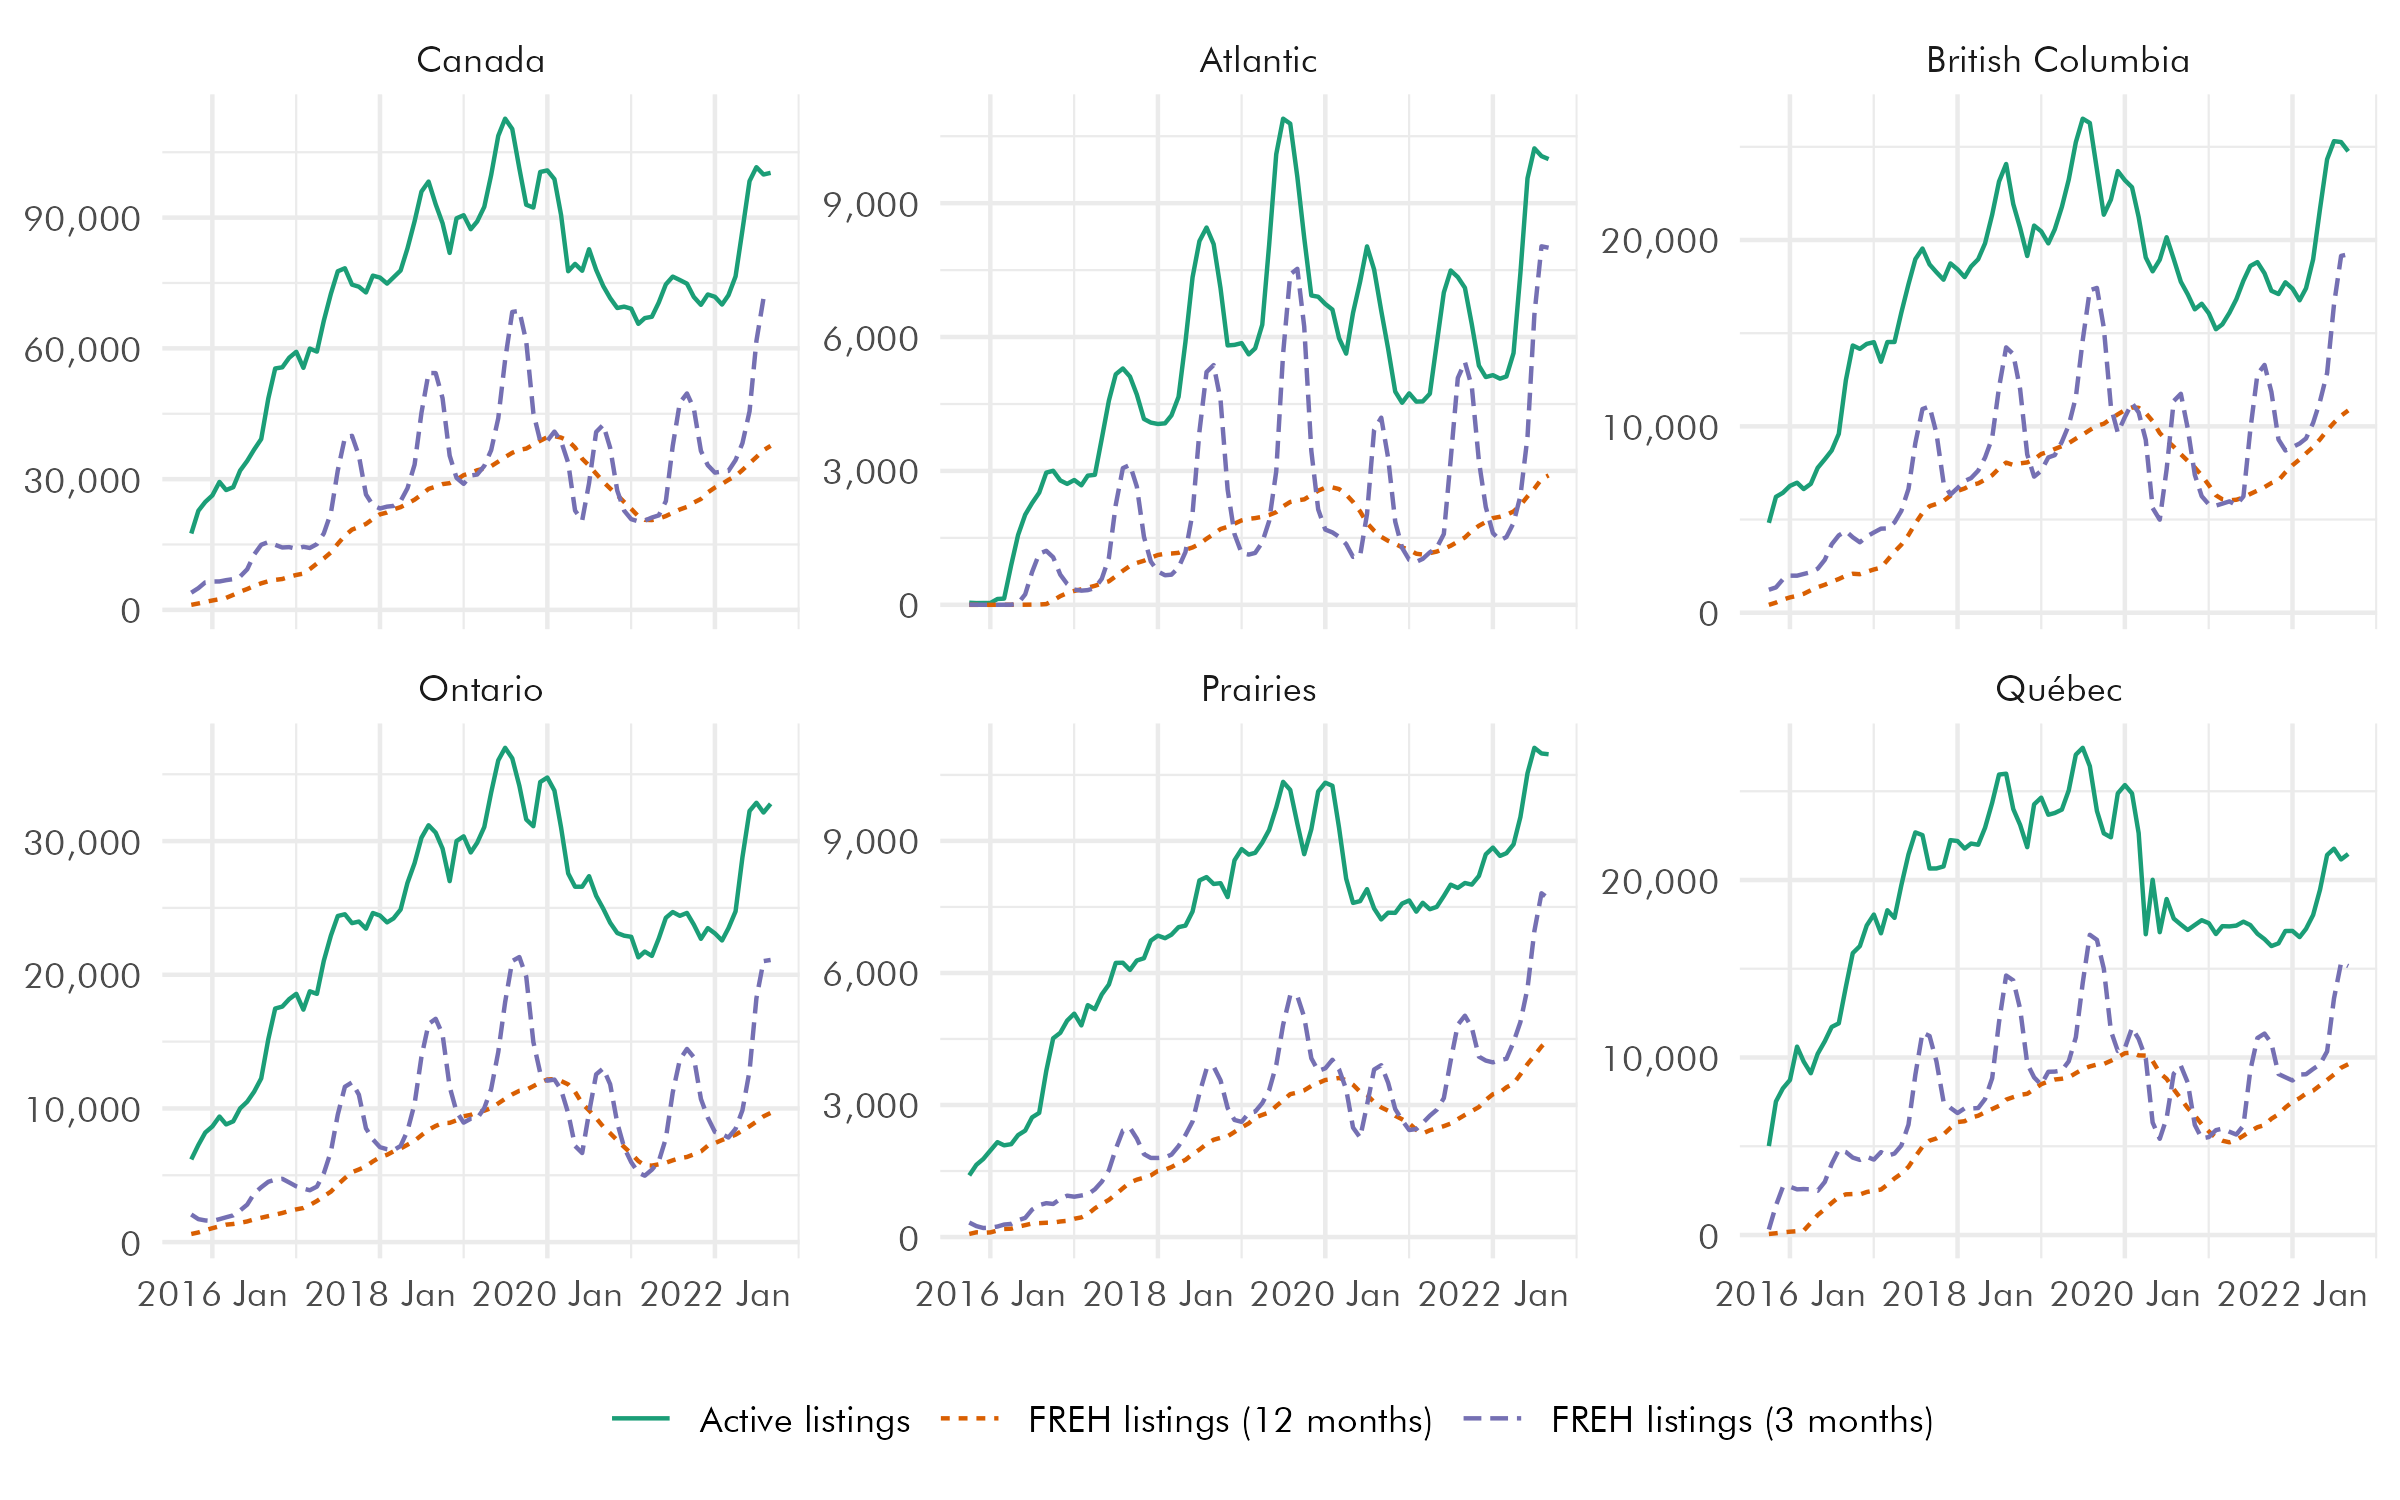 Canada
Atlantic
British Columbia
90,000
60,000
30,000
0
9,000
6,000
3,000
0
20,000
10,000
0
Ontario
Prairies
Québec
30,000
20,000
10,000
0
9,000
6,000
3,000
0
20,000
10,000
0
2016 Jan 2018 Jan 2020 Jan 2022 Jan
2016 Jan 2018 Jan 2020 Jan 2022 Jan
2016 Jan 2018 Jan 2020 Jan 2022 Jan
Active listings FREH listings (12 months) FREH listings (3 months)